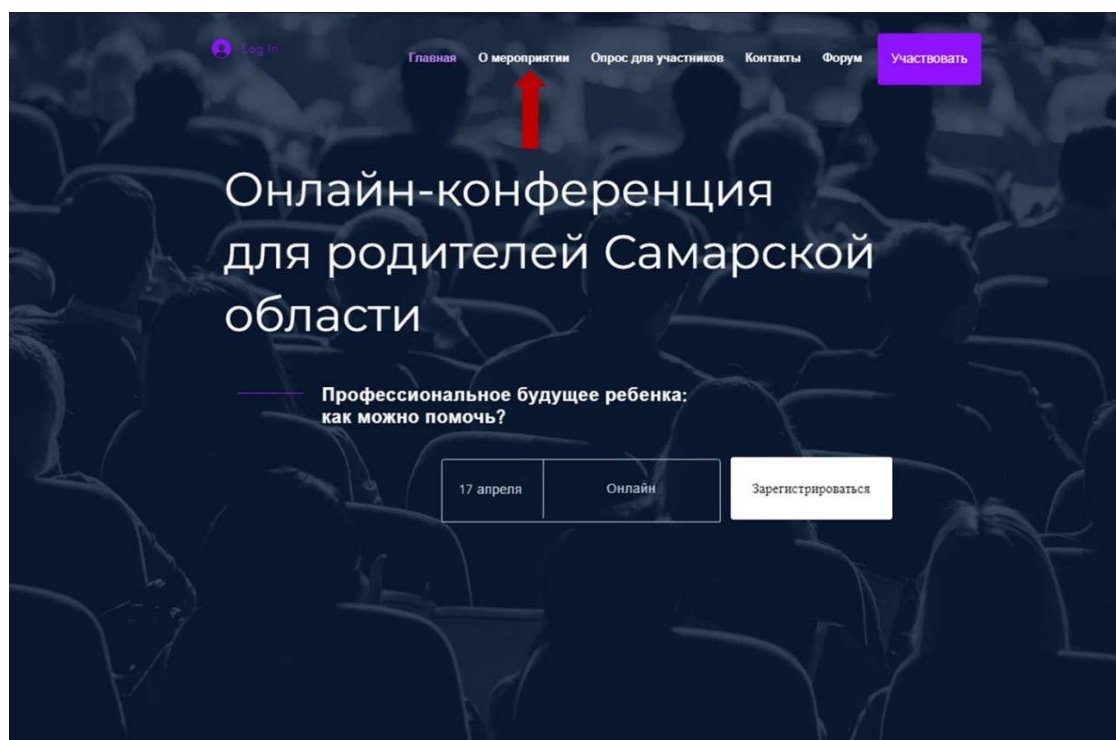 Log In
Главная О мероприятии Опрос для участников Контакты Форум Участвовать
Онлайн-конференция
для родителей Самарской
области
Профессиональное будущее ребенка:
как можно помочь?
17 апреля Онлайн Зарегистрироваться